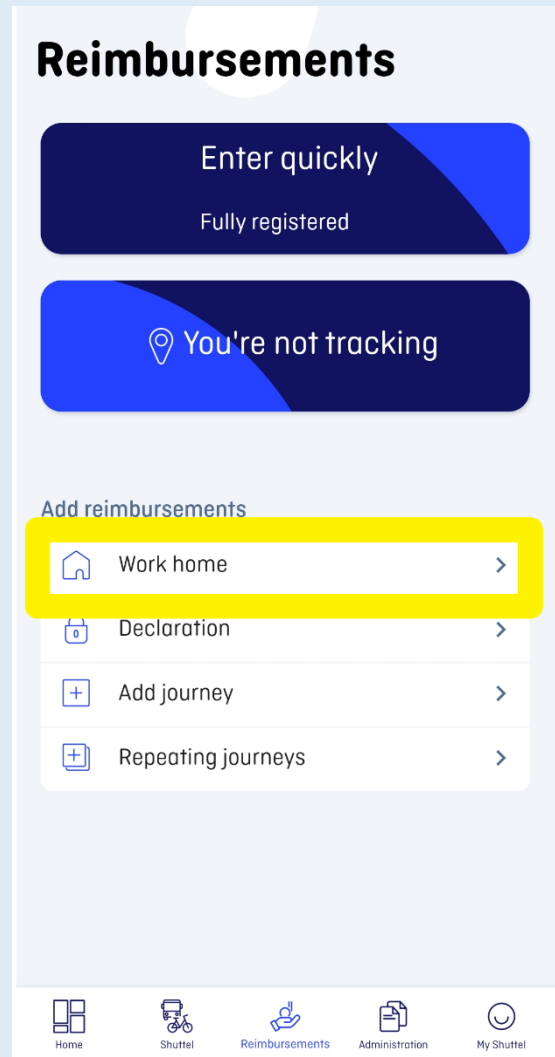 Reimbursements
Enter quickly
Fully registered
You're not tracking
Add reimbursements
Work home
Declaration
Add journey
Repeating journeys
Home
Shuttel
Reimbursements
Administration
My Shuttel